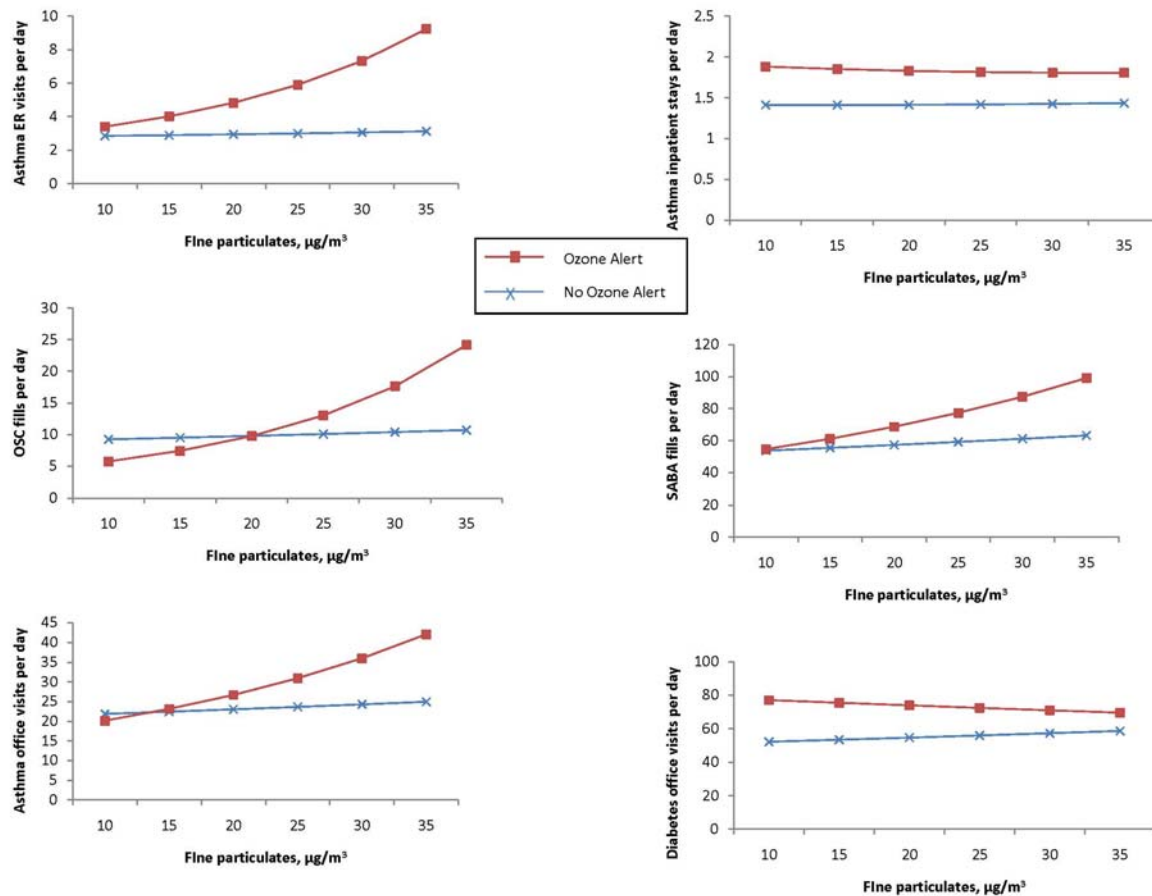 Asthma ER visits per day
10
8
6
4
2
0
10 15 20 25 30 35
FIne particulates, µg/m³
Asthma inpatient stays per day
2.5
2
1.5
1
0.5
0
10 15 20 25 30 35
FIne particulates, µg/m³
Ozone Alert
No Ozone Alert
OSC fills per day
30
25
20
15
10
5
0
10 15 20 25 30 35
FIne particulates, µg/m³
SABA fills per day
120
100
80
60
40
20
0
10 15 20 25 30 35
FIne particulates, µg/m³
Asthma office visits per day
45
40
35
30
25
20
15
10
5
0
10 15 20 25 30 35
FIne particulates, µg/m³
Diabetes office visits per day
100
80
60
40
20
0
10 15 20 25 30 35
FIne particulates, µg/m³